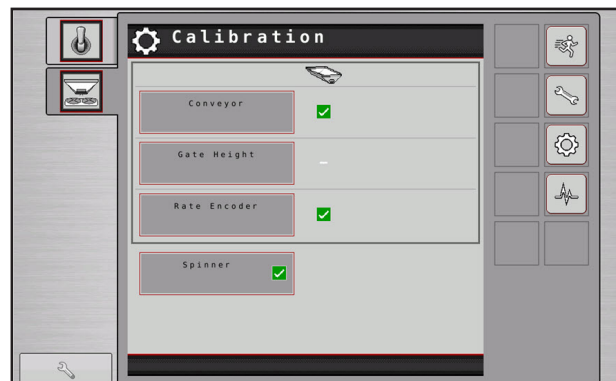 Calibration
Conveyor
Gate Height
Rate Encoder
Spinner